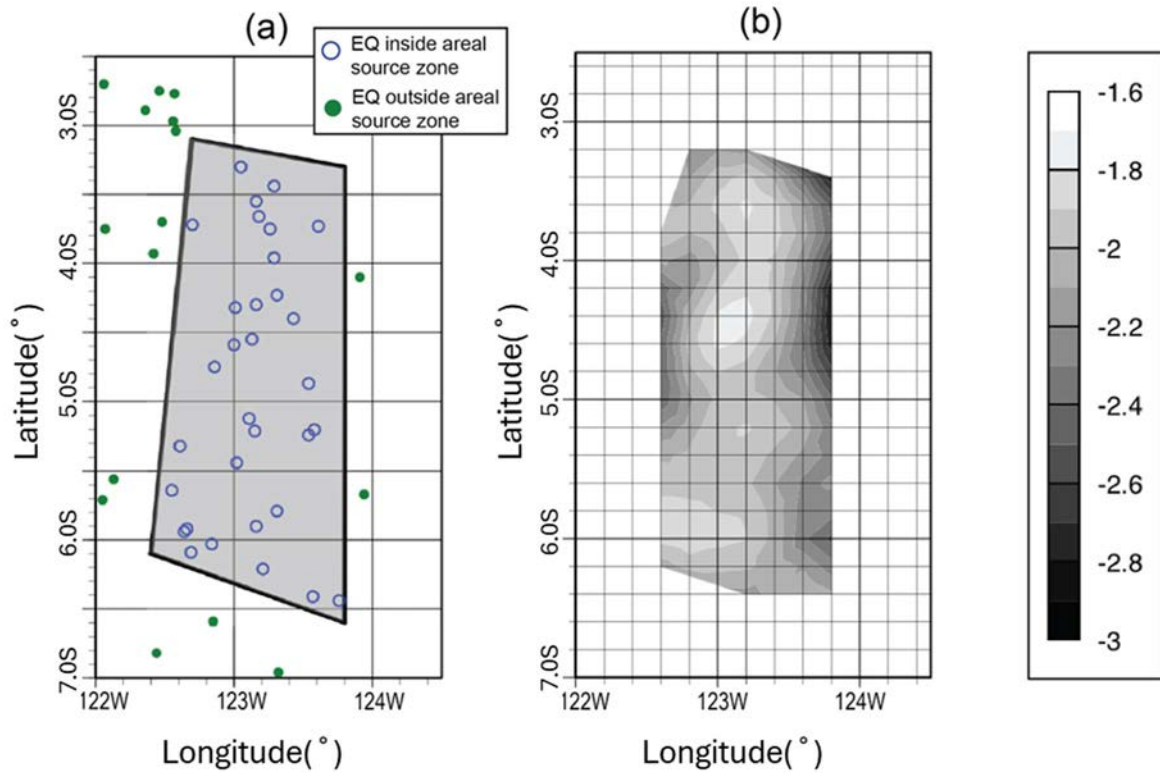 (a)
EQ inside areal
source zone
EQ outside areal
source zone
3.0S
4.0S
5.0S
6.0S
7.0S
Latitude(°)
122W 123W 124W
Longitude(°)
(b)
3.0S
4.0S
5.0S
6.0S
7.0S
Latitude(°)
122W 123W 124W
Longitude(°)
-1.6
-1.8
-2
-2.2
-2.4
-2.6
-2.8
-3